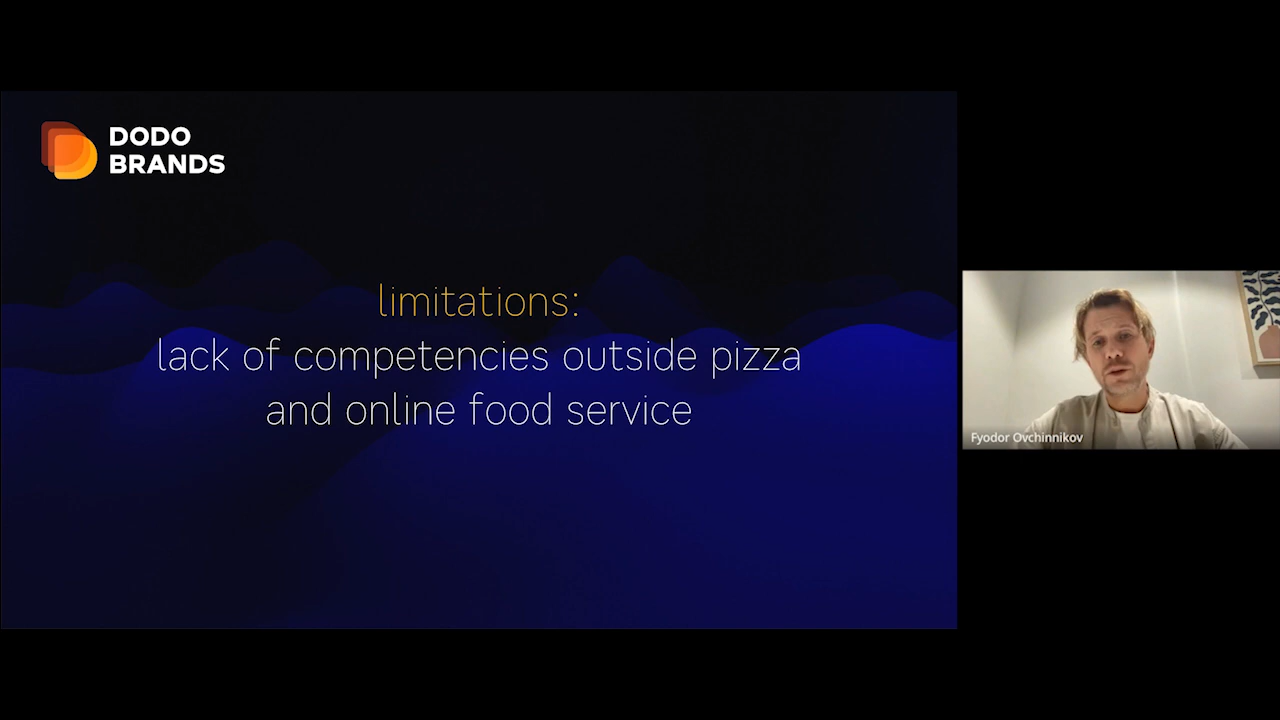 DODO
BRANDS
limitations:
lack of competencies outside pizza
and online food service
Fyodor Ovchinnikov